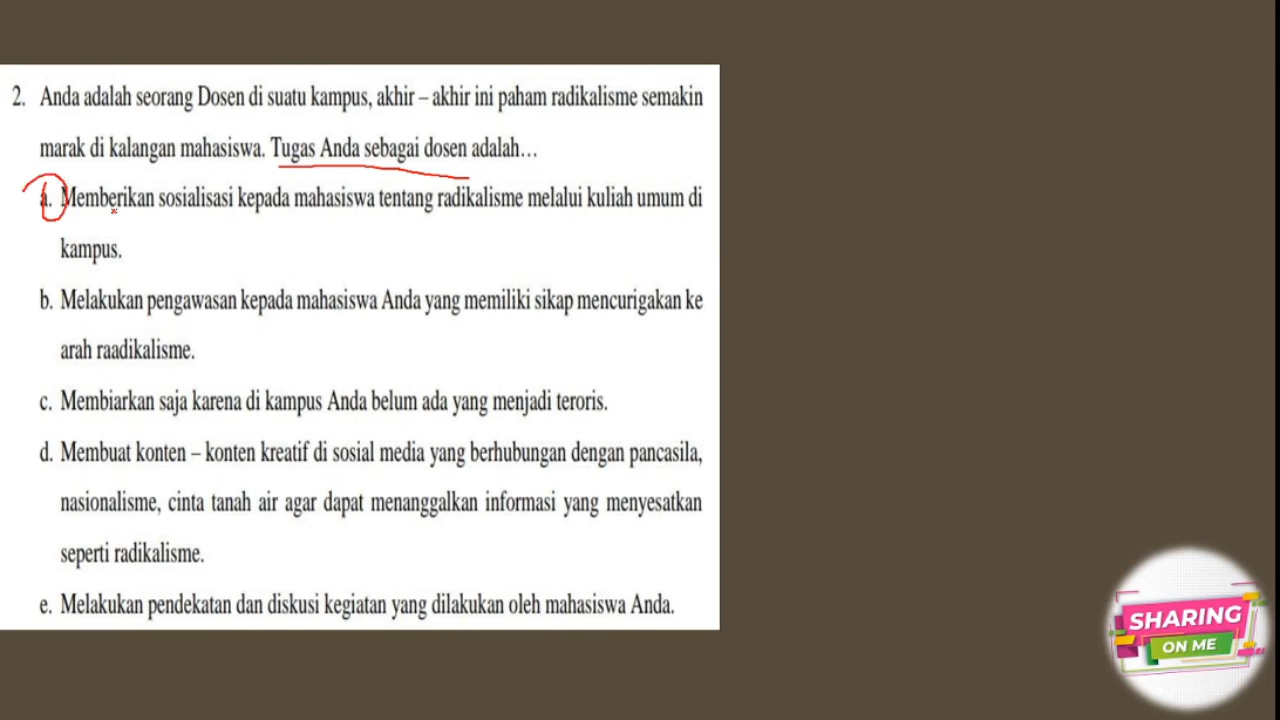 2. Anda adalah seorang Dosen di suatu kampus, akhir – akhir ini paham radikalisme semakin
marak di kalangan mahasiswa. Tugas Anda sebagai dosen adalah…
a. Memberikan sosialisasi kepada mahasiswa tentang radikalisme melalui kuliah umum di
kampus.
b. Melakukan pengawasan kepada mahasiswa Anda yang memiliki sikap mencurigakan ke
arah raadikalisme.
c. Membiarkan saja karena di kampus Anda belum ada yang menjadi teroris.
d. Membuat konten – konten kreatif di sosial media yang berhubungan dengan pancasila,
nasionalisme, cinta tanah air agar dapat menanggalkan informasi yang menyesatkan
seperti radikalisme.
e. Melakukan pendekatan dan diskusi kegiatan yang dilakukan oleh mahasiswa Anda.
SHARING
ON ME